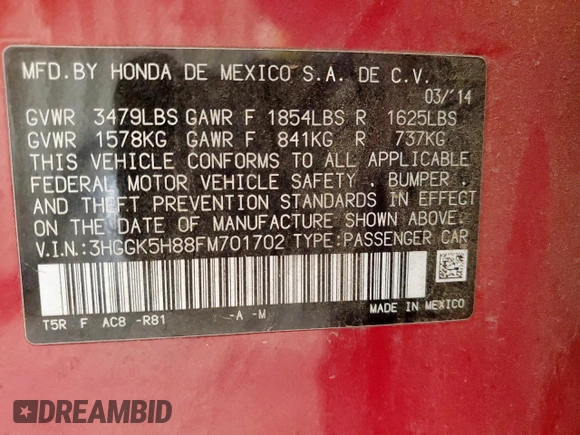 MFD.BY HONDA DE MEXICO S.A. DE C.V.
03/'14
GVWR 3479LBS GAWR F 1854LBS R 1625LBS
GVWR 1578KG GAWR F 841KG R 737KG
THIS VEHICLE CONFORMS TO ALL APPLICABLE
FEDERAL MOTOR VEHICLE SAFETY , BUMPER ,
AND THEFT PREVENTION STANDARDS IN EFFECT
ON THE DATE OF MANUFACTURE SHOWN ABOVE.
V.I.N.:3HGGK5H88FM701702 TYPE:PASSENGER CAR
T5R F AC8 -R81 -A -M
MADE IN MEXICO
DREAMBID